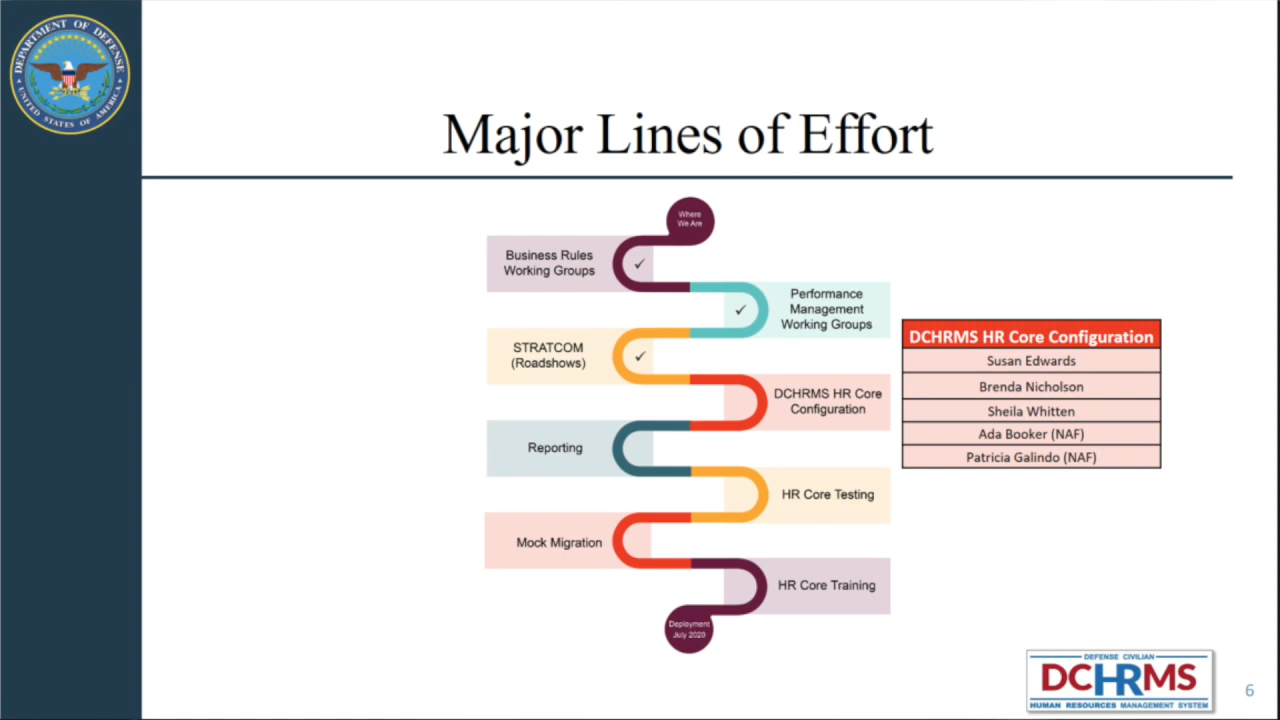 DEPARTMENT OF DEFENSE
UNITED STATES OF AMERICA
Major Lines of Effort
Where
We Are
Business Rules
Working Groups
✓
Performance
Management
Working Groups
✓
STRATCOM
(Roadshows)
✓
DCHRMS HR Core
Configuration
Reporting
HR Core Testing
Mock Migration
HR Core Training
Deployment
July 2020
DCHRMS HR Core Configuration
Susan Edwards
Brenda Nicholson
Sheila Whitten
Ada Booker (NAF)
Patricia Galindo (NAF)
DEFENSE CIVILIAN
DCHRMS
HUMAN RESOURCES MANAGEMENT SYSTEM
6